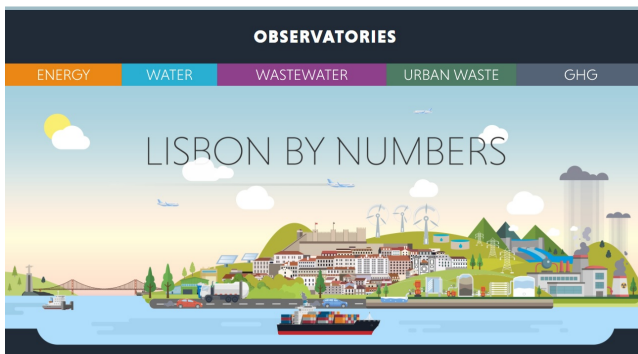 OBSERVATORIES
ENERGY WATER WASTEWATER URBAN WASTE GHG
LISBON BY NUMBERS